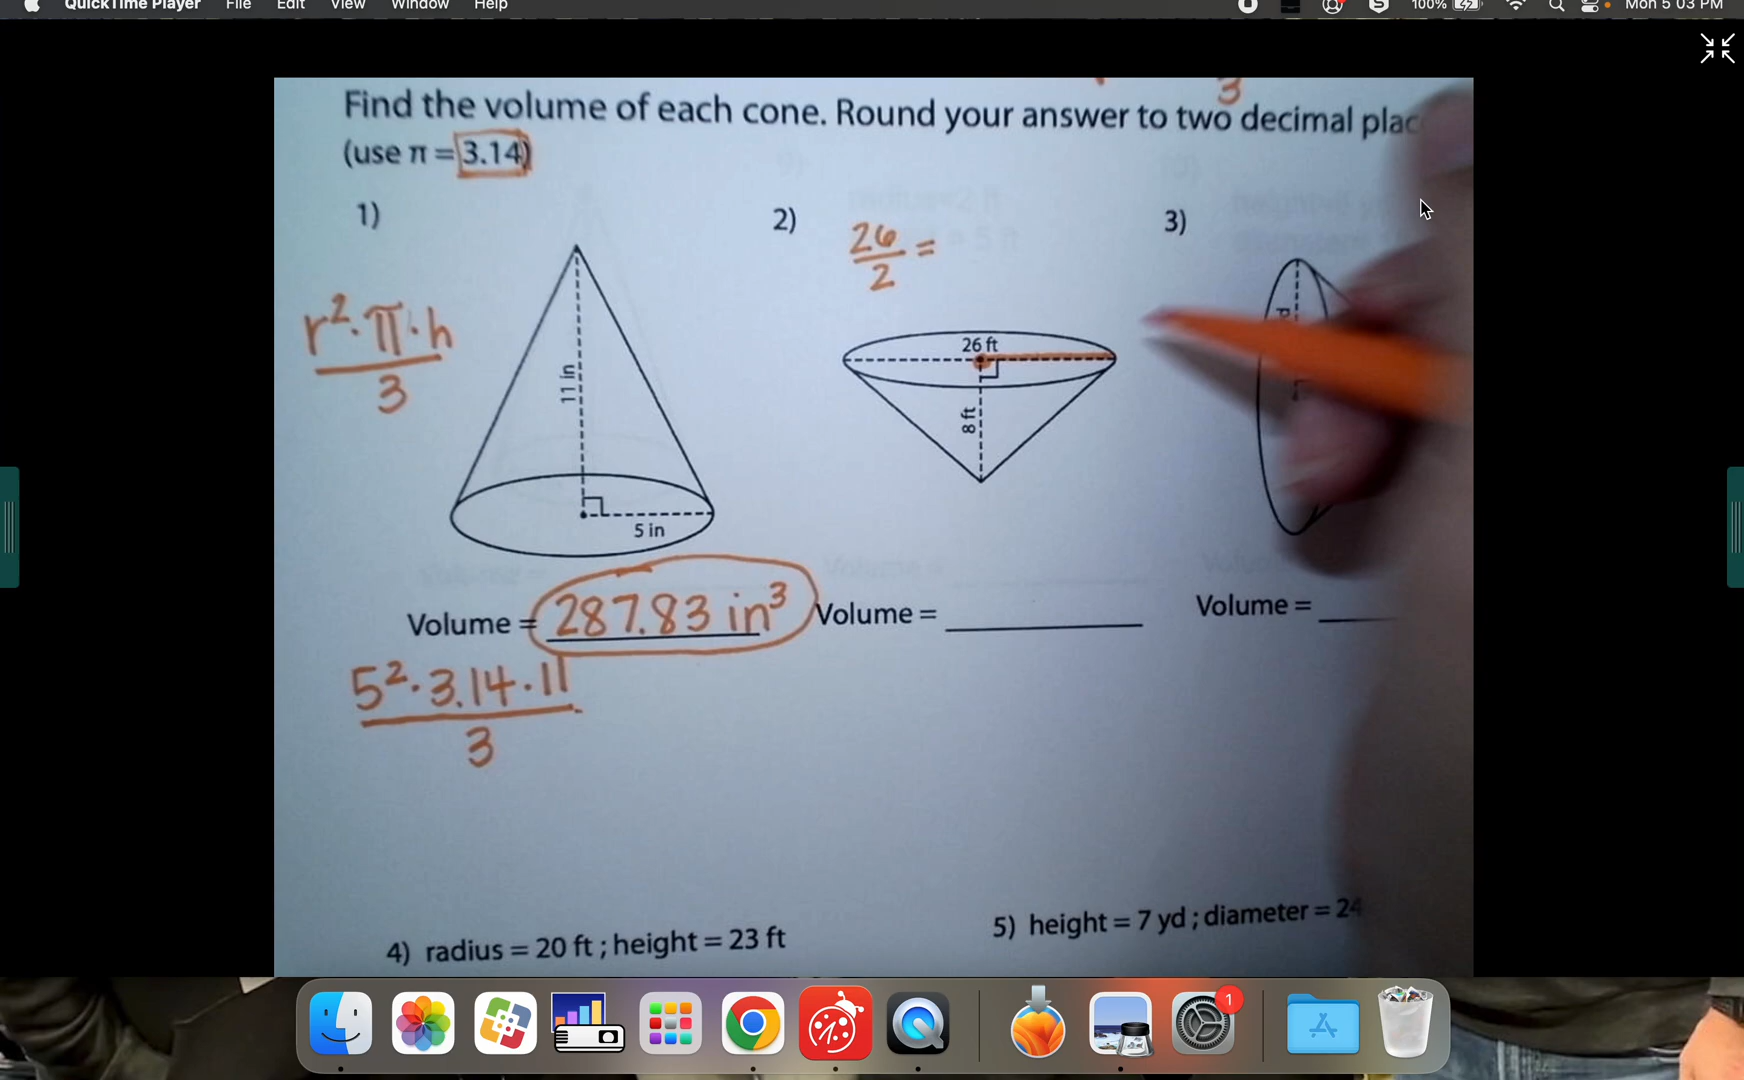 QuickTime Player File Edit View Window Help 100% Mon 5 03 PM
3
Find the volume of each cone. Round your answer to two decimal
(use π = 3.14)
1)
2)
3)
26/2 =
r²·π·h/3
11 in
5 in
26 ft
8 ft
Volume = 287.83 in³
Volume =
Volume =
5²·3.14·11/3
4) radius = 20 ft ; height = 23 ft
5) height = 7 yd ; diameter = 24
1